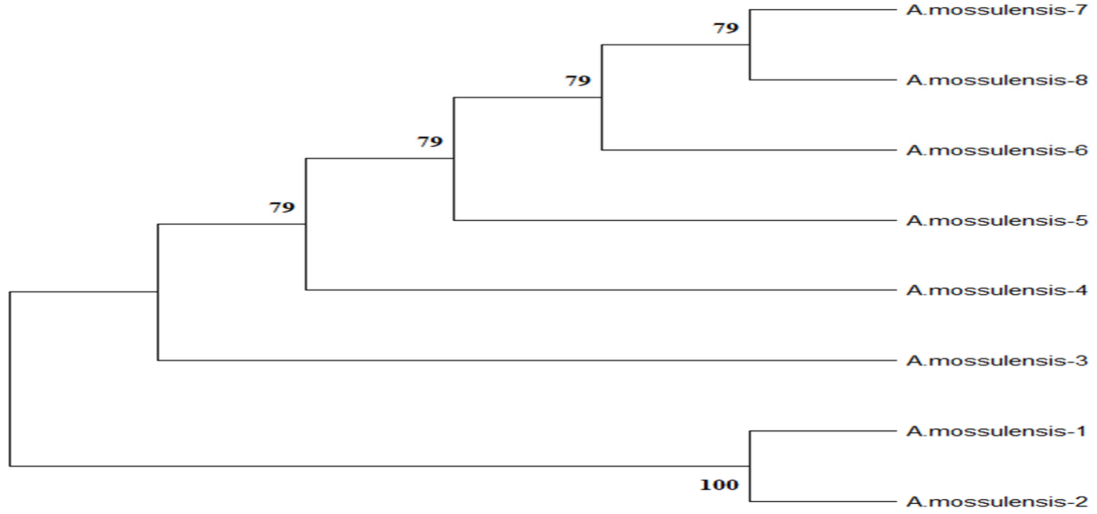 A.mossulensis-7
79
A.mossulensis-8
79
A.mossulensis-6
79
A.mossulensis-5
79
A.mossulensis-4
A.mossulensis-3
A.mossulensis-1
100
A.mossulensis-2